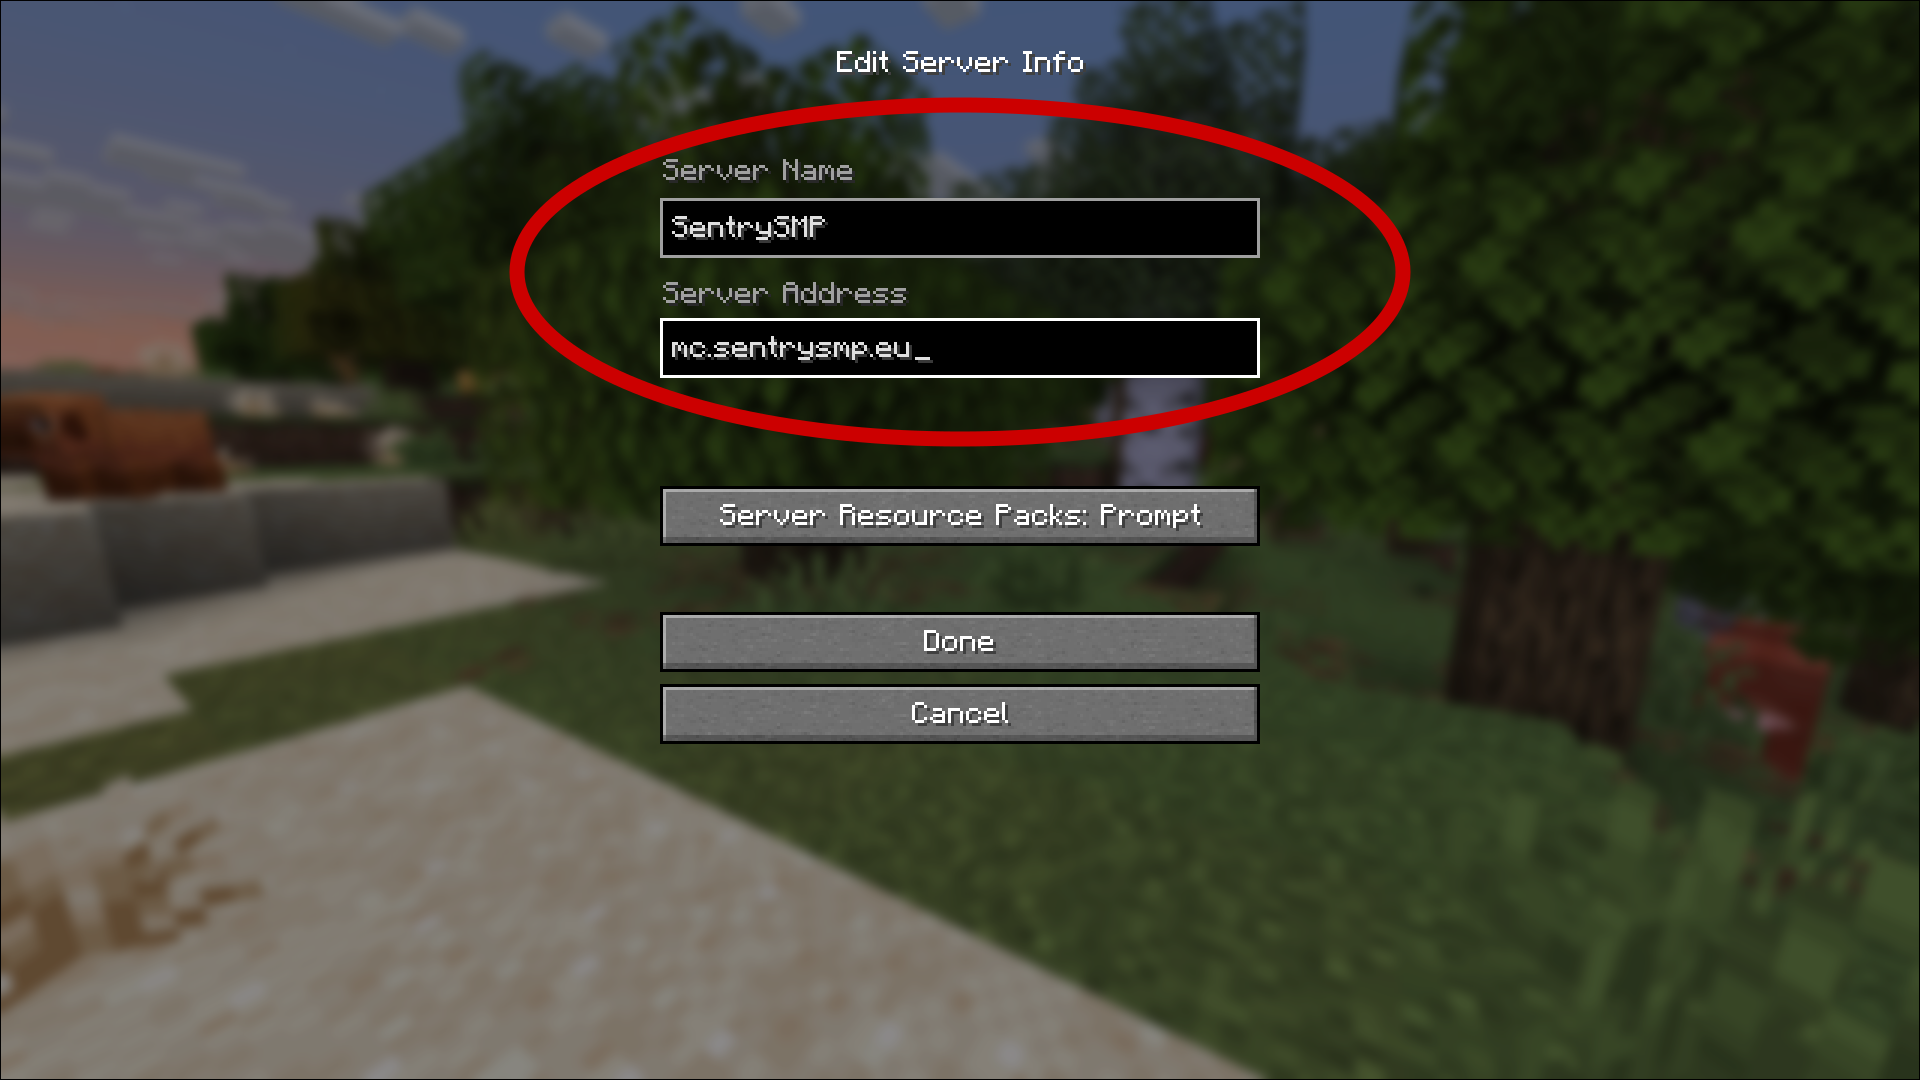 Edit Server Info
Server Name
SentrySMP
Server Address
mc.sentrysmp.eu_
Server Resource Packs: Prompt
Done
Cancel